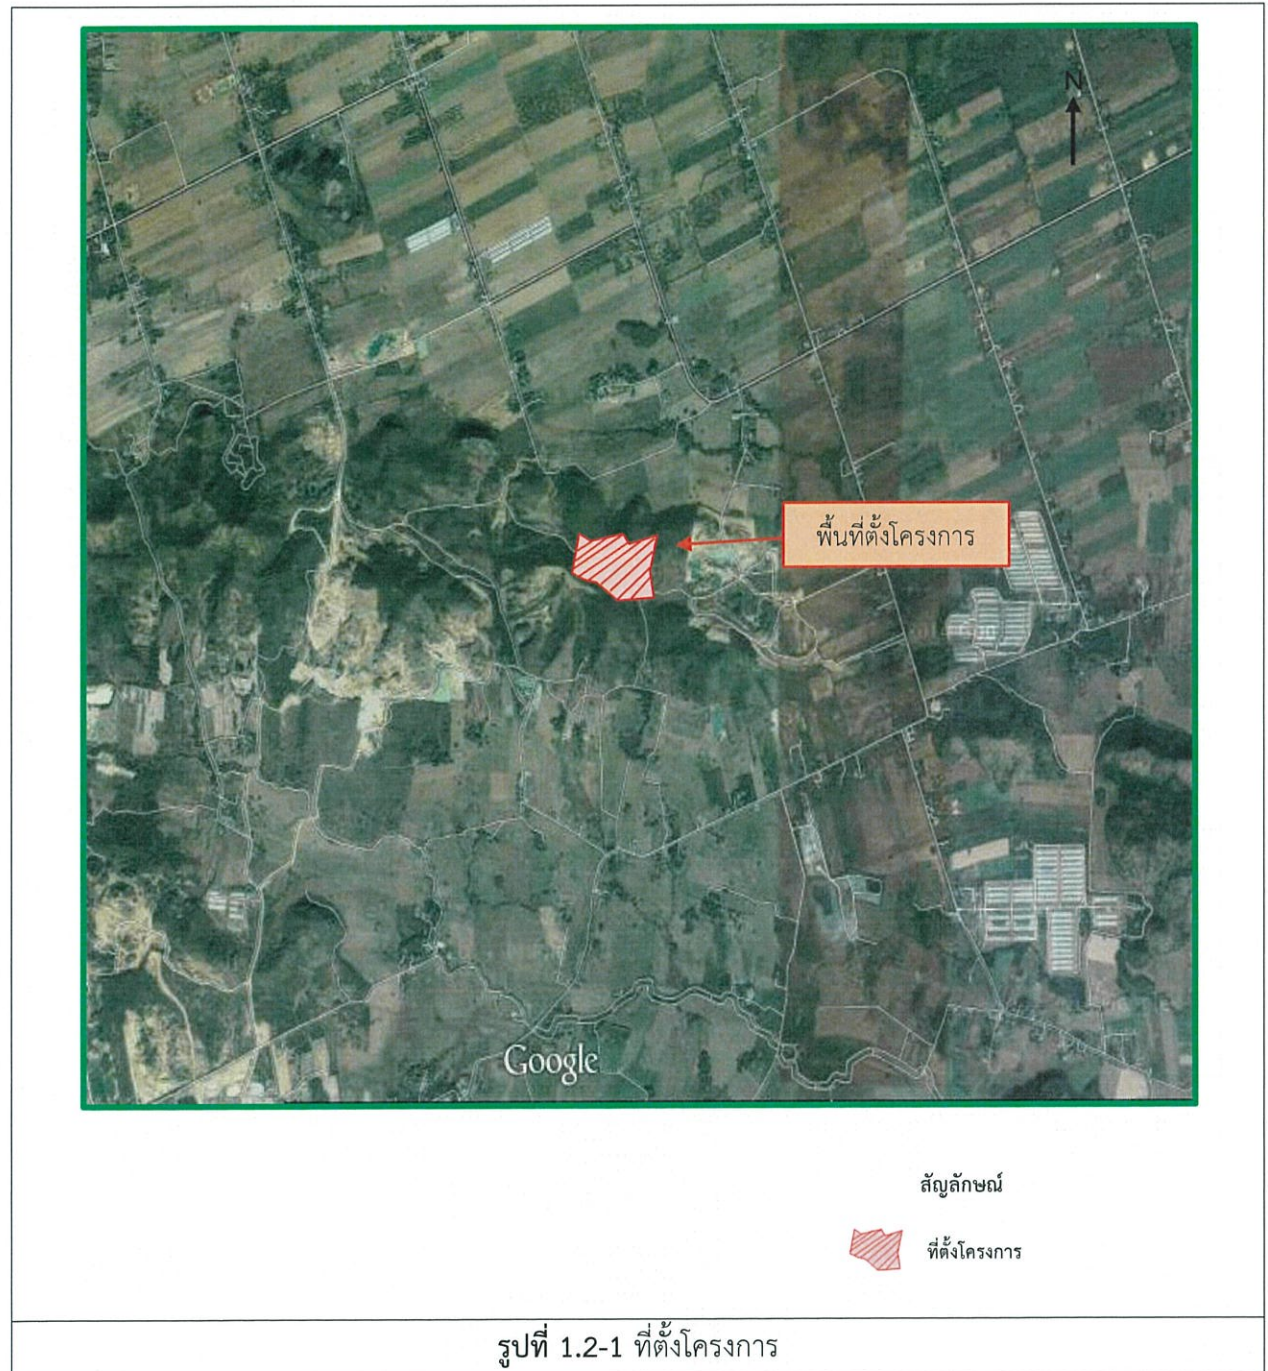 N
พื้นที่ตั้งโครงการ
Google
สัญลักษณ์
ที่ตั้งโครงการ
รูปที่ 1.2-1 ที่ตั้งโครงการ